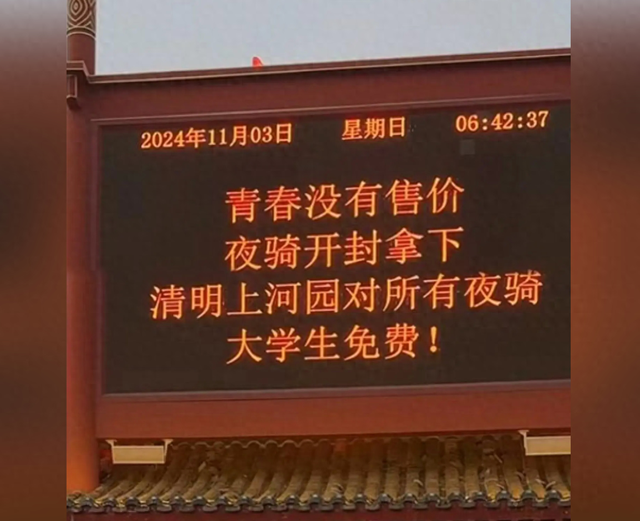 2024年11月03日 星期日 06:42:37
青春没有售价
夜骑开封拿下
清明上河园对所有夜骑
大学生免费！